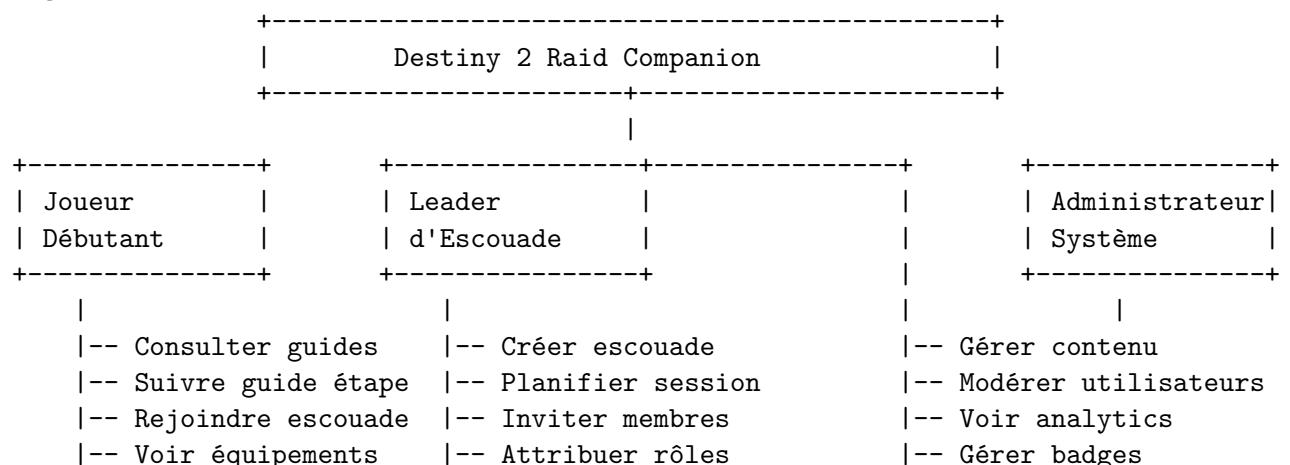 Destiny 2 Raid Companion
Joueur Débutant
Leader d'Escouade
Administrateur Système
|-- Consulter guides
|-- Suivre guide étape
|-- Rejoindre escouade
|-- Voir équipements
|-- Créer escouade
|-- Planifier session
|-- Inviter membres
|-- Attribuer rôles
|-- Gérer contenu
|-- Modérer utilisateurs
|-- Voir analytics
|-- Gérer badges